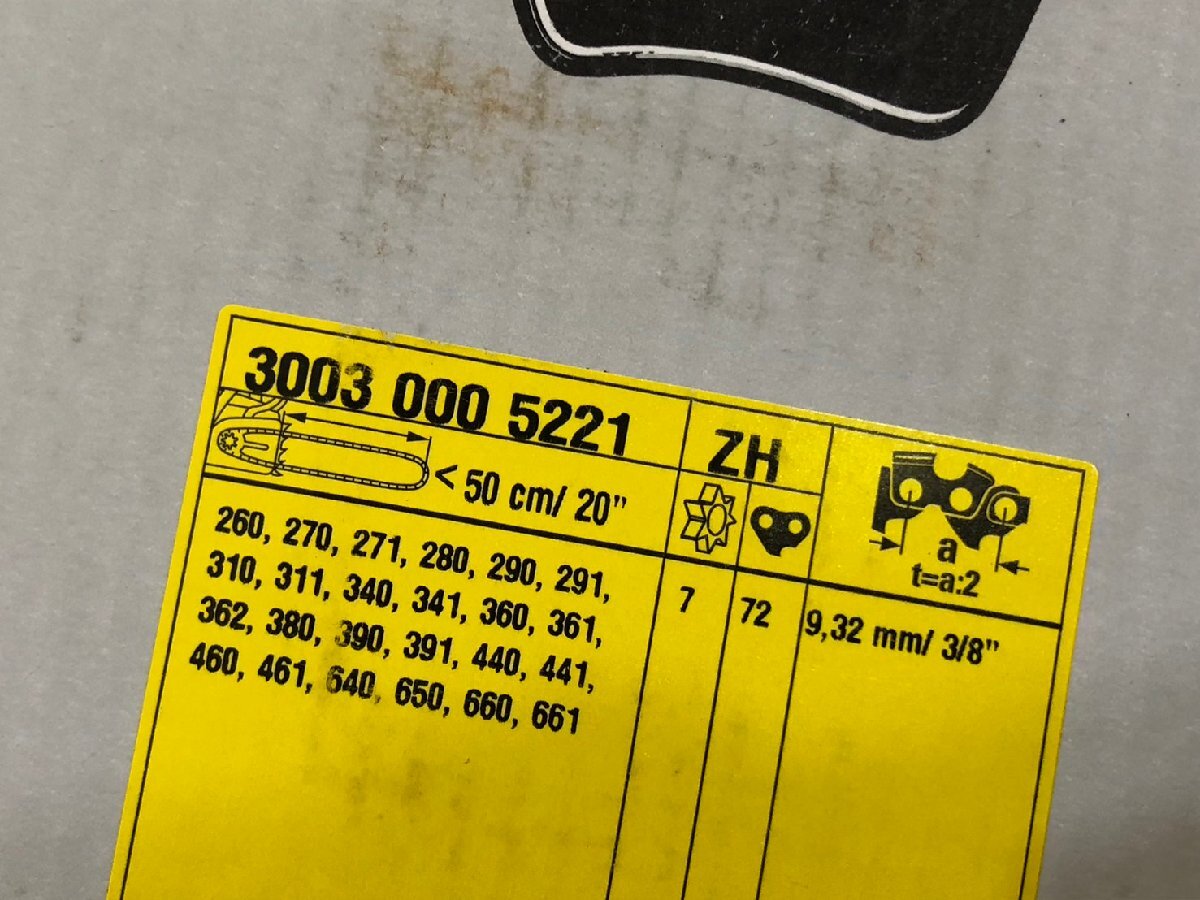 3003 000 5221
ZH
< 50 cm/ 20"
a
t=a:2
260, 270, 271, 280, 290, 291,
310, 311, 340, 341, 360, 361,
362, 380, 390, 391, 440, 441,
460, 461, 640, 650, 660, 661
7
72
9,32 mm/ 3/8"